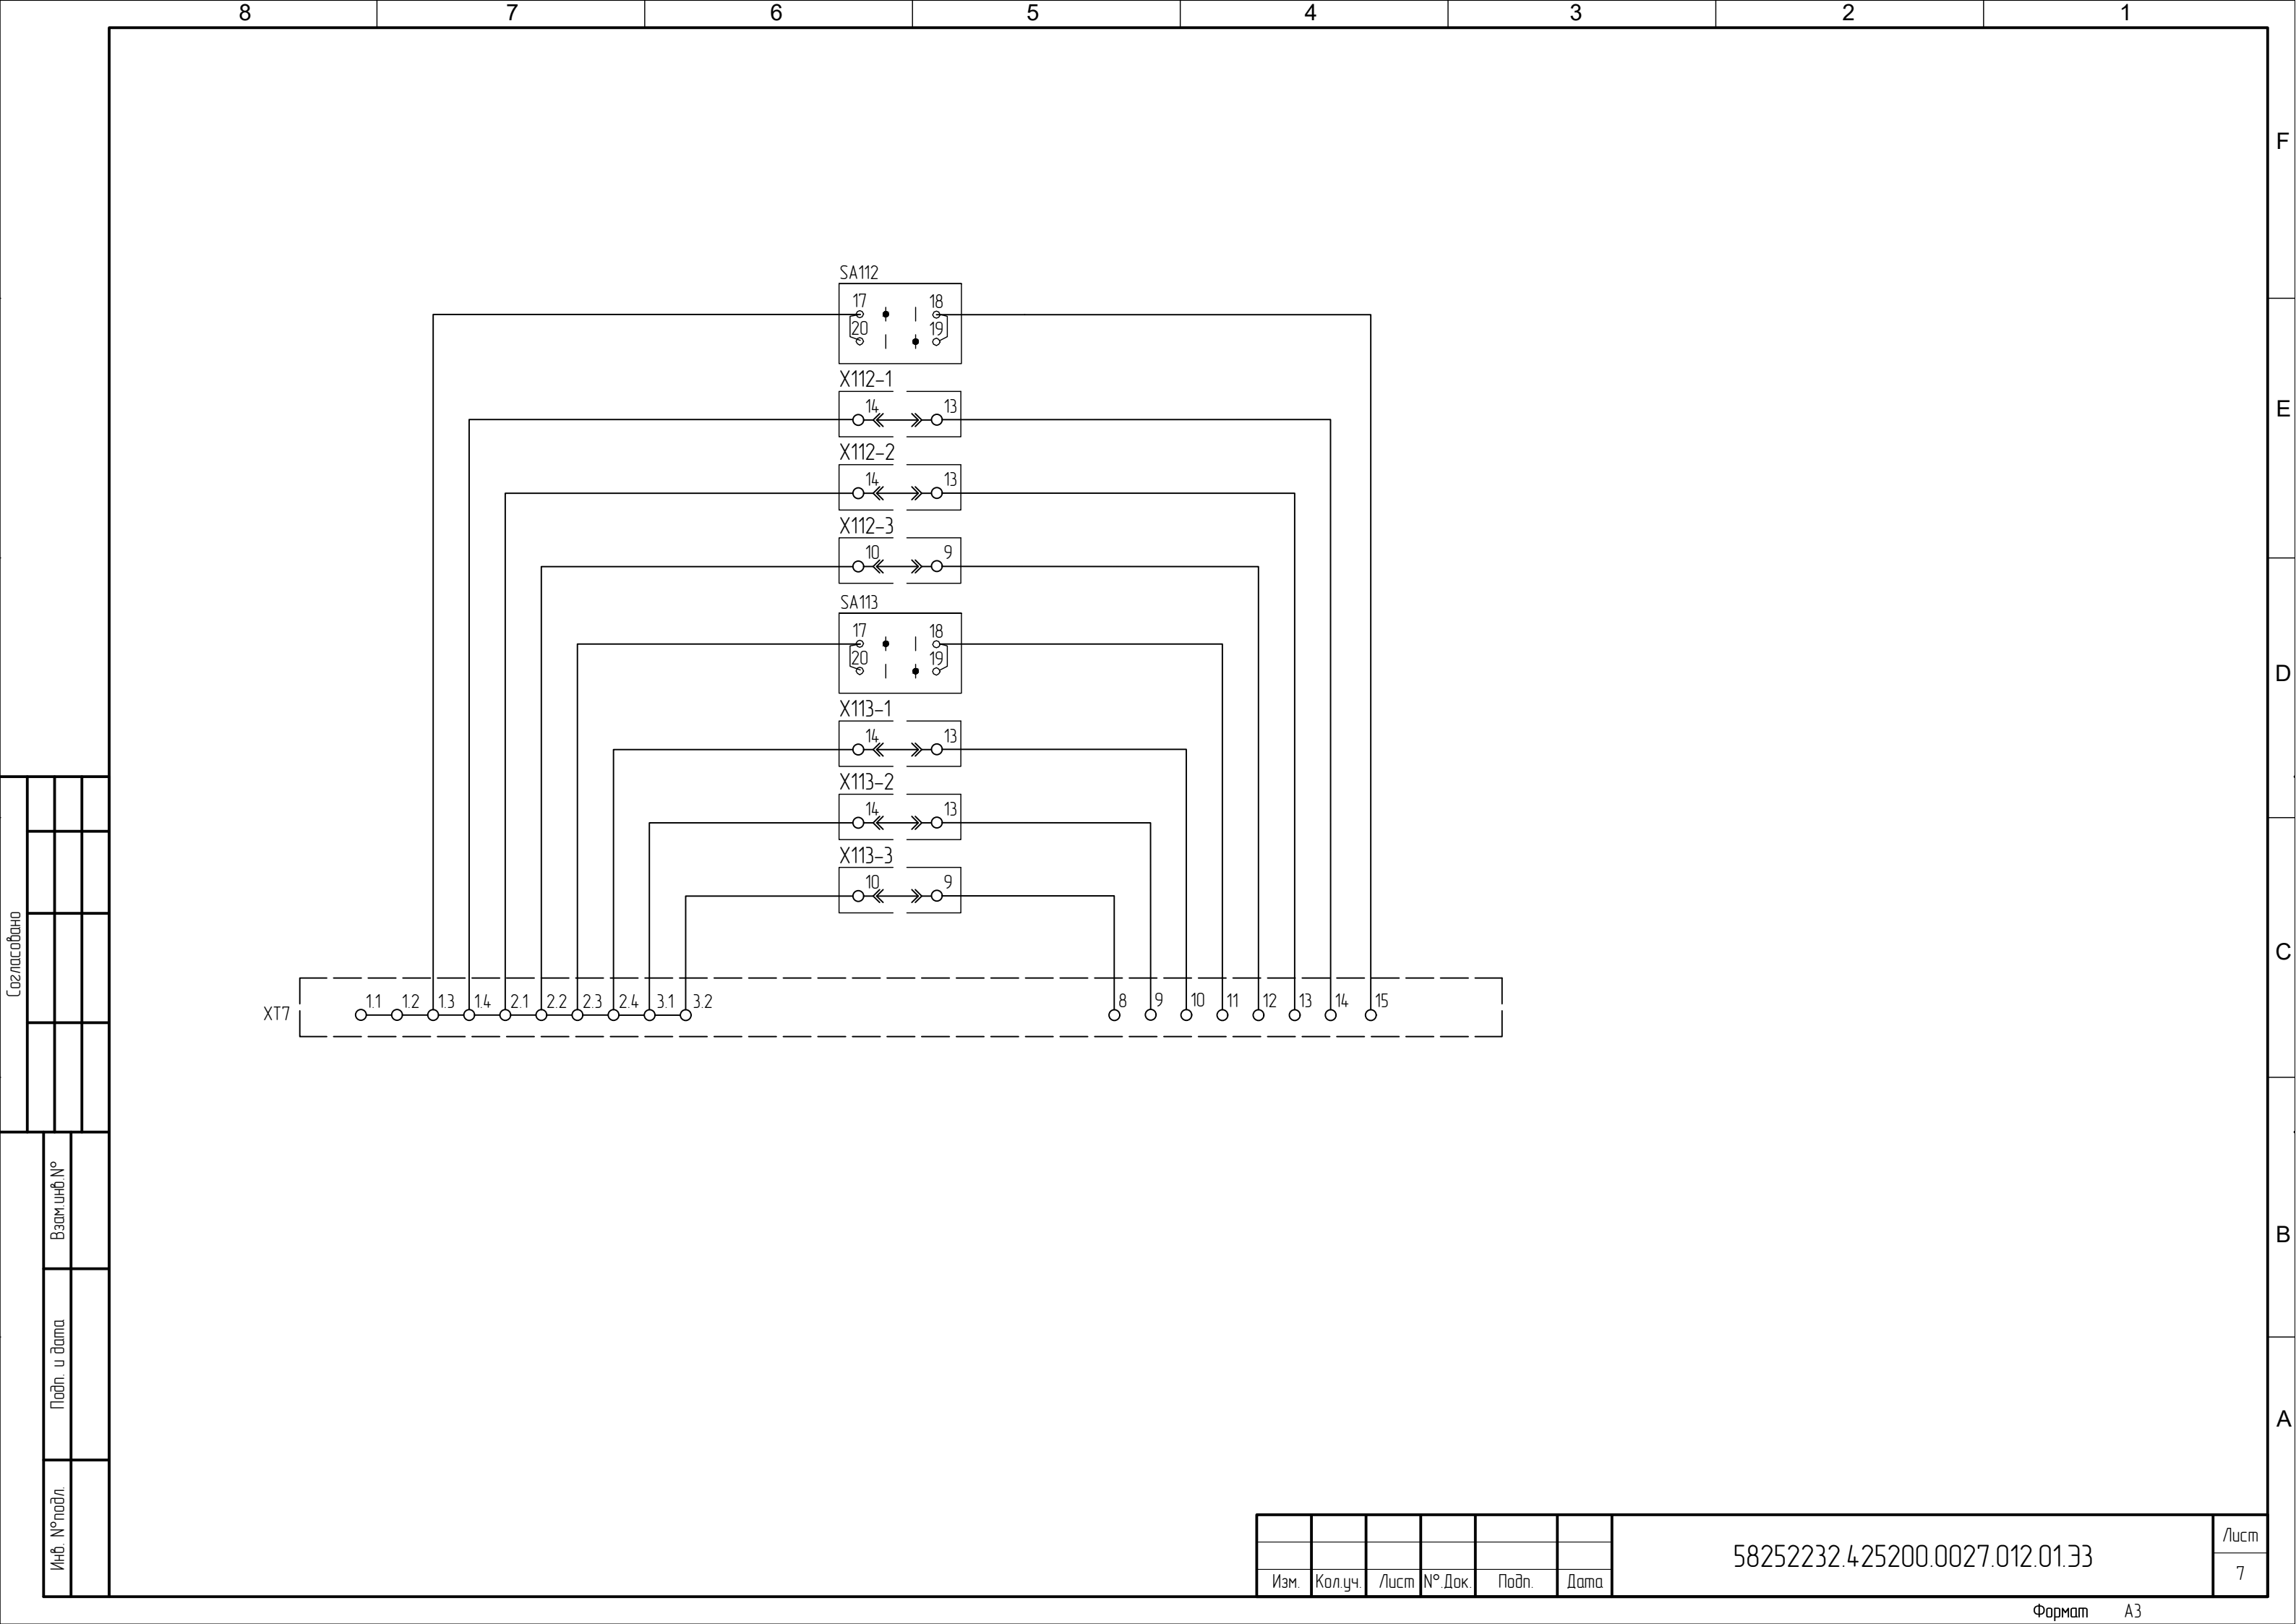 8 7 6 5 4 3 2 1
F
E
D
C
B
A
SA112
17 18
20 19
X112-1
14 13
X112-2
14 13
X112-3
10 9
SA113
17 18
20 19
X113-1
14 13
X113-2
14 13
X113-3
10 9
XT7 1.1 1.2 1.3 1.4 2.1 2.2 2.3 2.4 3.1 3.2 8 9 10 11 12 13 14 15
Согласовано
Взам.инв.N°
Подп. и дата
Инв. N°подл.
Изм. Кол.уч. Лист N°.Док. Подп. Дата
58252232.425200.0027.012.01.ЭЗ
Лист
7
Формат А3